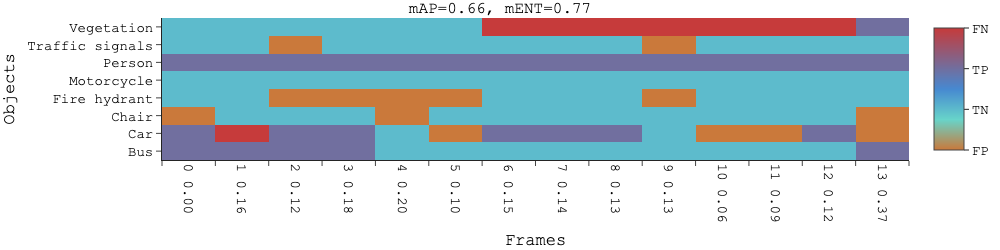 mAP=0.66, mENT=0.77
Objects
Vegetation
Traffic signals
Person
Motorcycle
Fire hydrant
Chair
Car
Bus
0 0.00
1 0.16
2 0.12
3 0.18
4 0.20
5 0.10
6 0.15
7 0.14
8 0.13
9 0.13
10 0.06
11 0.09
12 0.12
13 0.37
Frames
FN
TP
TN
FP